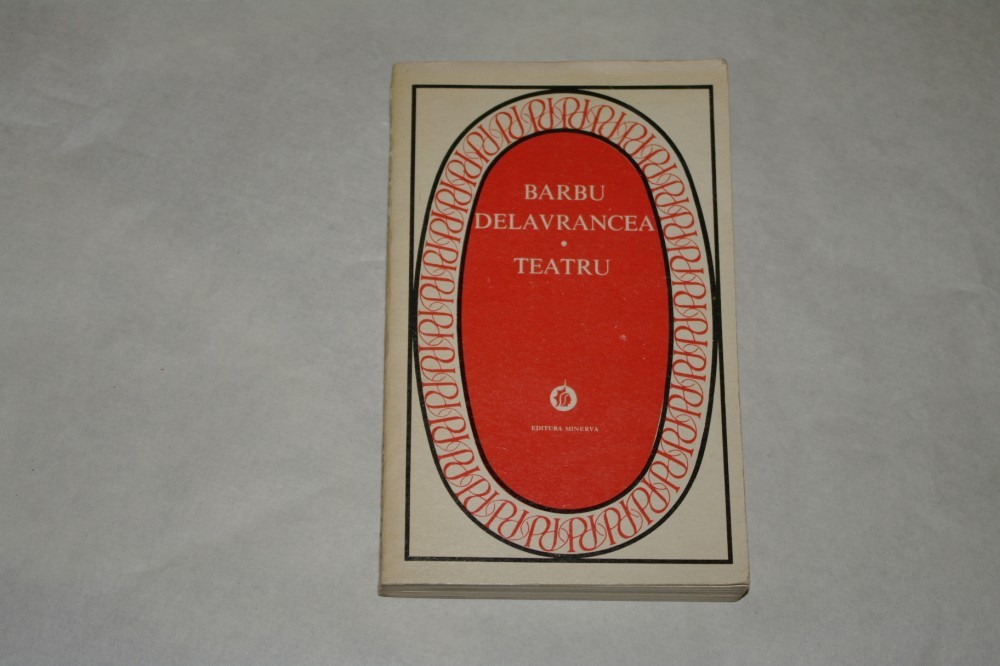 BARBU
DELAVRANCEA
•
TEATRU
EDITURA MINERVA